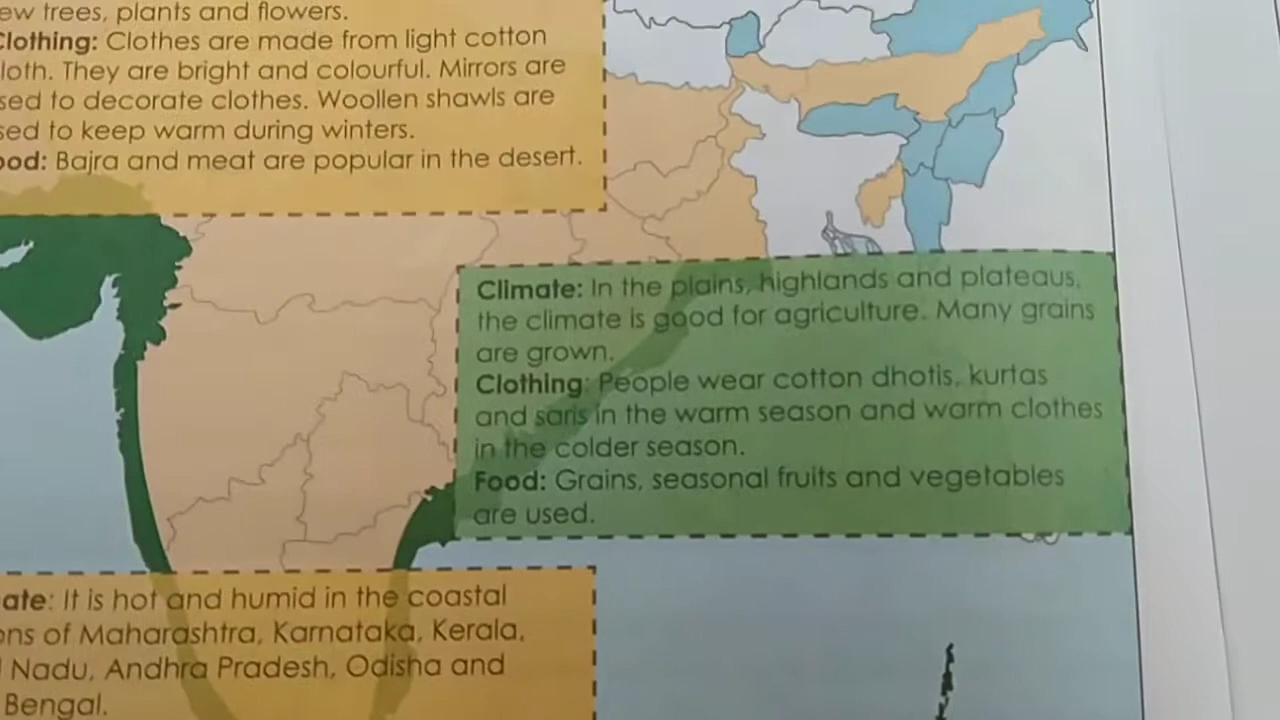 ew trees, plants and flowers.
Clothing: Clothes are made from light cotton
loth. They are bright and colourful. Mirrors are
sed to decorate clothes. Woollen shawls are
sed to keep warm during winters.
ood: Bajra and meat are popular in the desert.
Climate: In the plains, highlands and plateaus,
the climate is good for agriculture. Many grains
are grown.
Clothing: People wear cotton dhotis, kurtas
and saris in the warm season and warm clothes
in the colder season.
Food: Grains, seasonal fruits and vegetables
are used.
ate: It is hot and humid in the coastal
ons of Maharashtra, Karnataka, Kerala,
Nadu, Andhra Pradesh, Odisha and
Bengal.